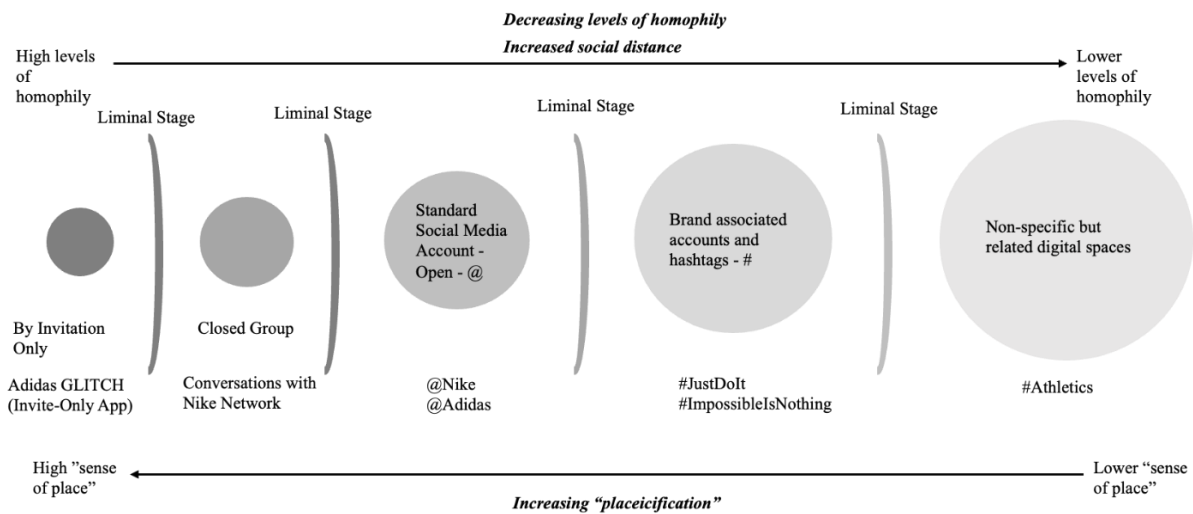 Decreasing levels of homophily
Increased social distance
High levels
of
homophily
Lower
levels of
homophily
Liminal Stage
Liminal Stage
Liminal Stage
Liminal Stage
Standard
Social Media
Account -
Open - @
Brand associated
accounts and
hashtags - #
Non-specific but
related digital spaces
By Invitation
Only
Closed Group
Adidas GLITCH
(Invite-Only App)
Conversations with
Nike Network
@Nike
@Adidas
#JustDoIt
#ImpossibleIsNothing
#Athletics
High ”sense
of place”
Lower “sense
of place”
Increasing “placeicification”